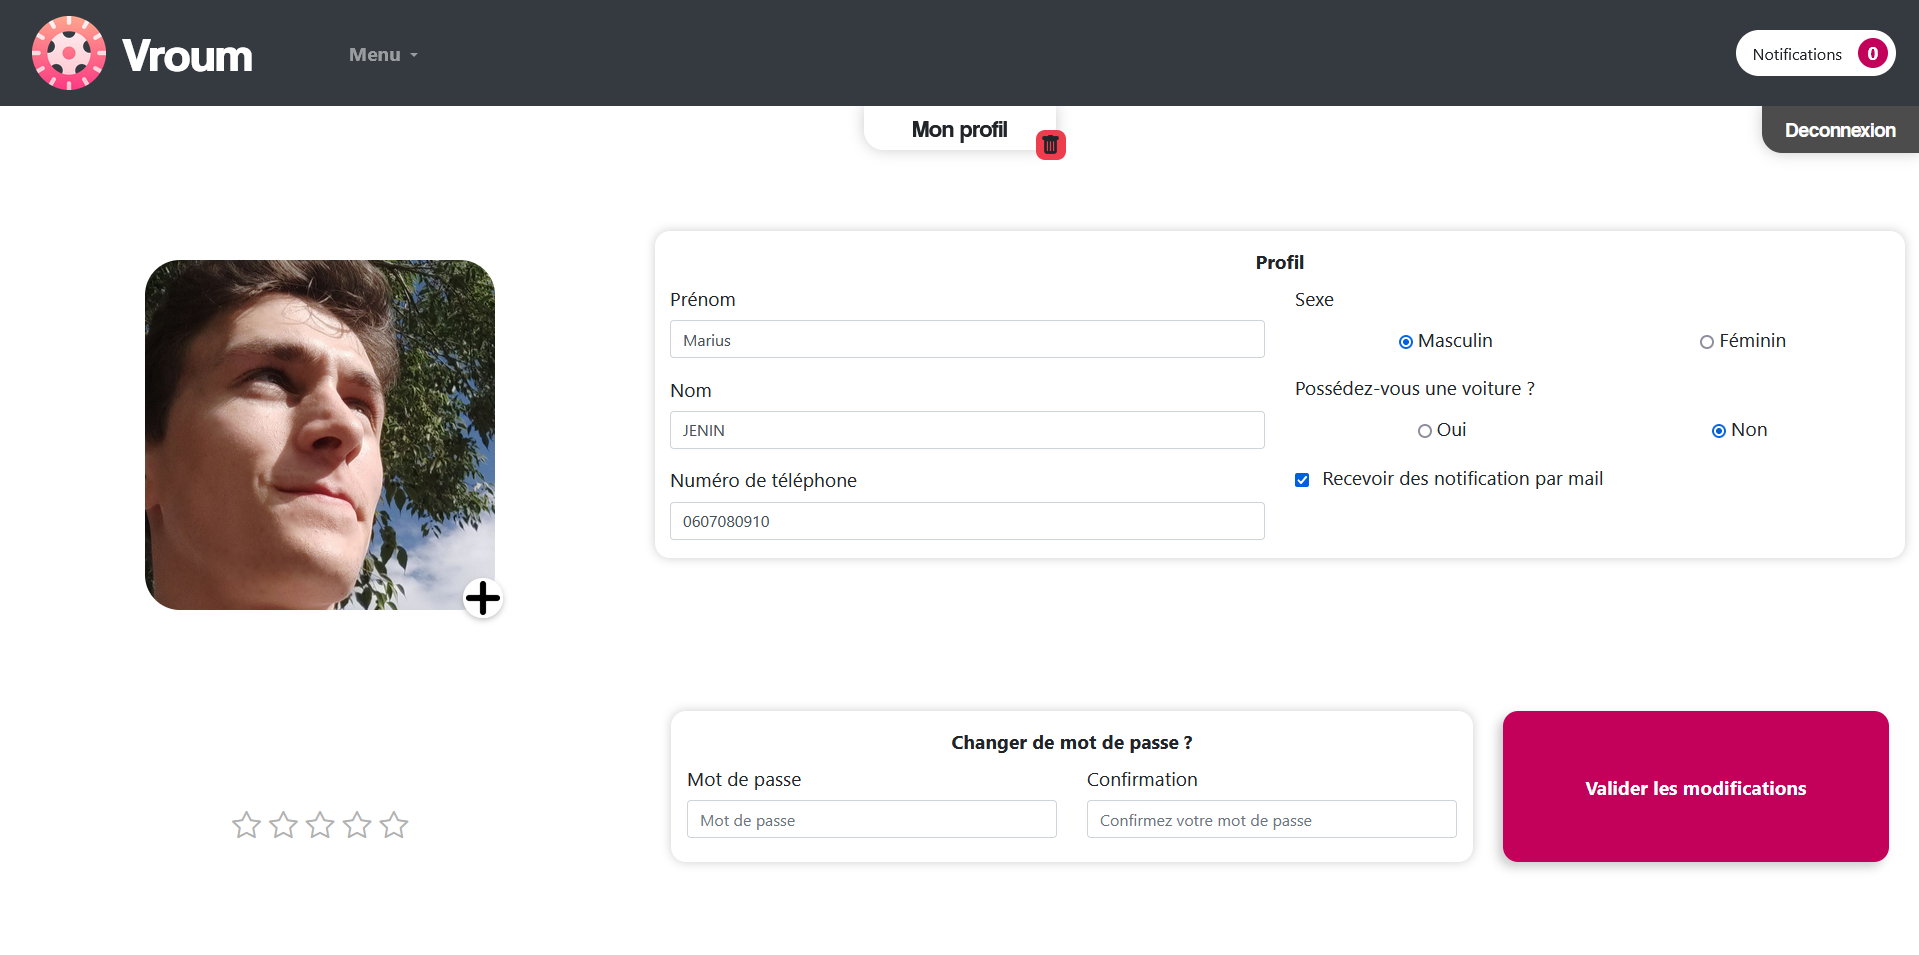 Vroum
Menu
Notifications 0
Mon profil
Deconnexion
Profil
Prénom
Marius
Nom
JENIN
Numéro de téléphone
0607080910
Sexe
Masculin Féminin
Possédez-vous une voiture ?
Oui Non
Recevoir des notification par mail
Changer de mot de passe ?
Mot de passe
Mot de passe
Confirmation
Confirmez votre mot de passe
Valider les modifications